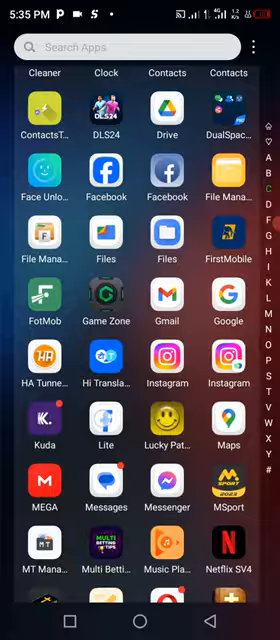 5:35 PM
Search Apps
Cleaner Clock Contacts Contacts
ContactsT... DLS24 Drive DualSpac...
Face Unlo... Facebook Facebook File Mana...
File Mana... Files Files FirstMobile
FotMob Game Zone Gmail Google
HA Tunne... Hi Transla... Instagram Instagram
Kuda Lite Lucky Pat... Maps
MEGA Messages Messenger MSport
MT Mana... Multi Betti... Music Pla... Netflix SV4
A
B
C
D
F
G
H
I
K
L
M
N
O
P
S
T
V
W
X
Y
#